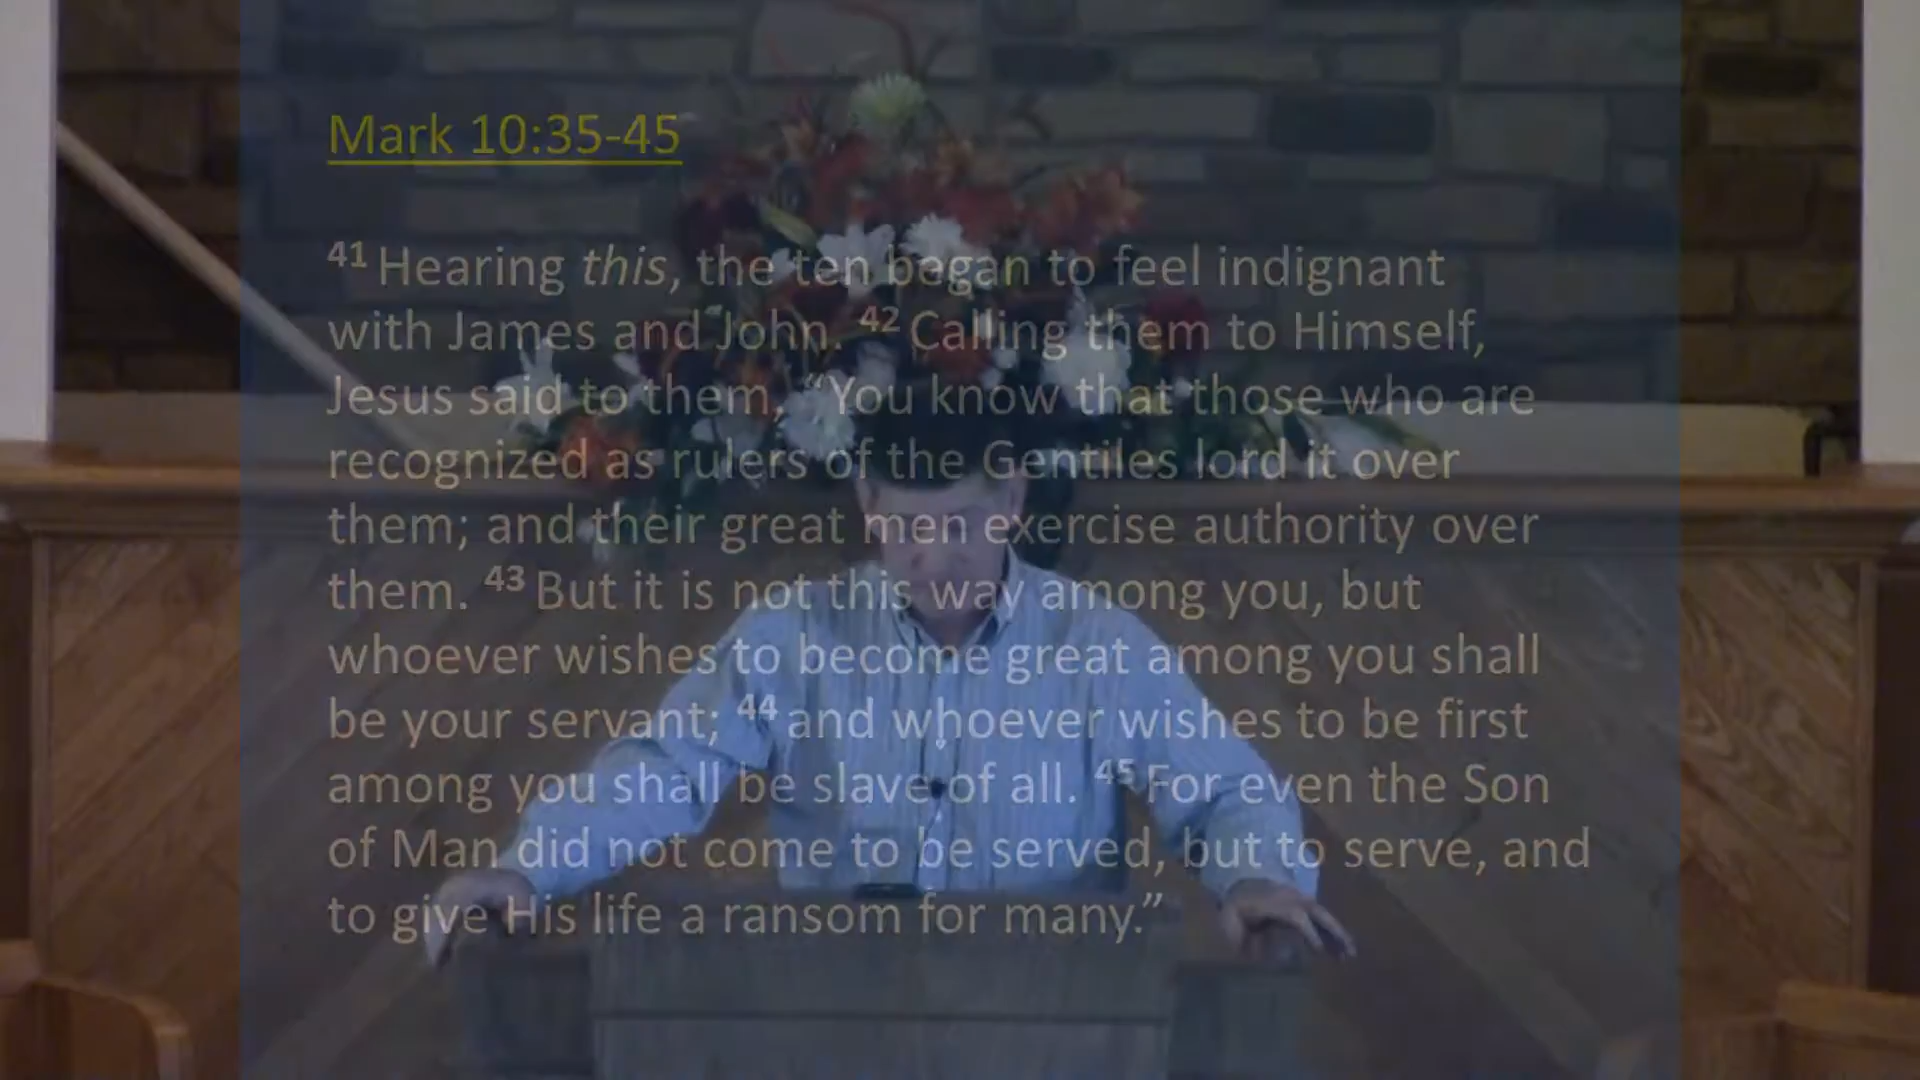 Mark 10:35-45
41 Hearing this, the ten began to feel indignant
with James and John. 42 Calling them to Himself,
Jesus said to them, “You know that those who are
recognized as rulers of the Gentiles lord it over
them; and their great men exercise authority over
them. 43 But it is not this way among you, but
whoever wishes to become great among you shall
be your servant; 44 and whoever wishes to be first
among you shall be slave of all. 45 For even the Son
of Man did not come to be served, but to serve, and
to give His life a ransom for many.”